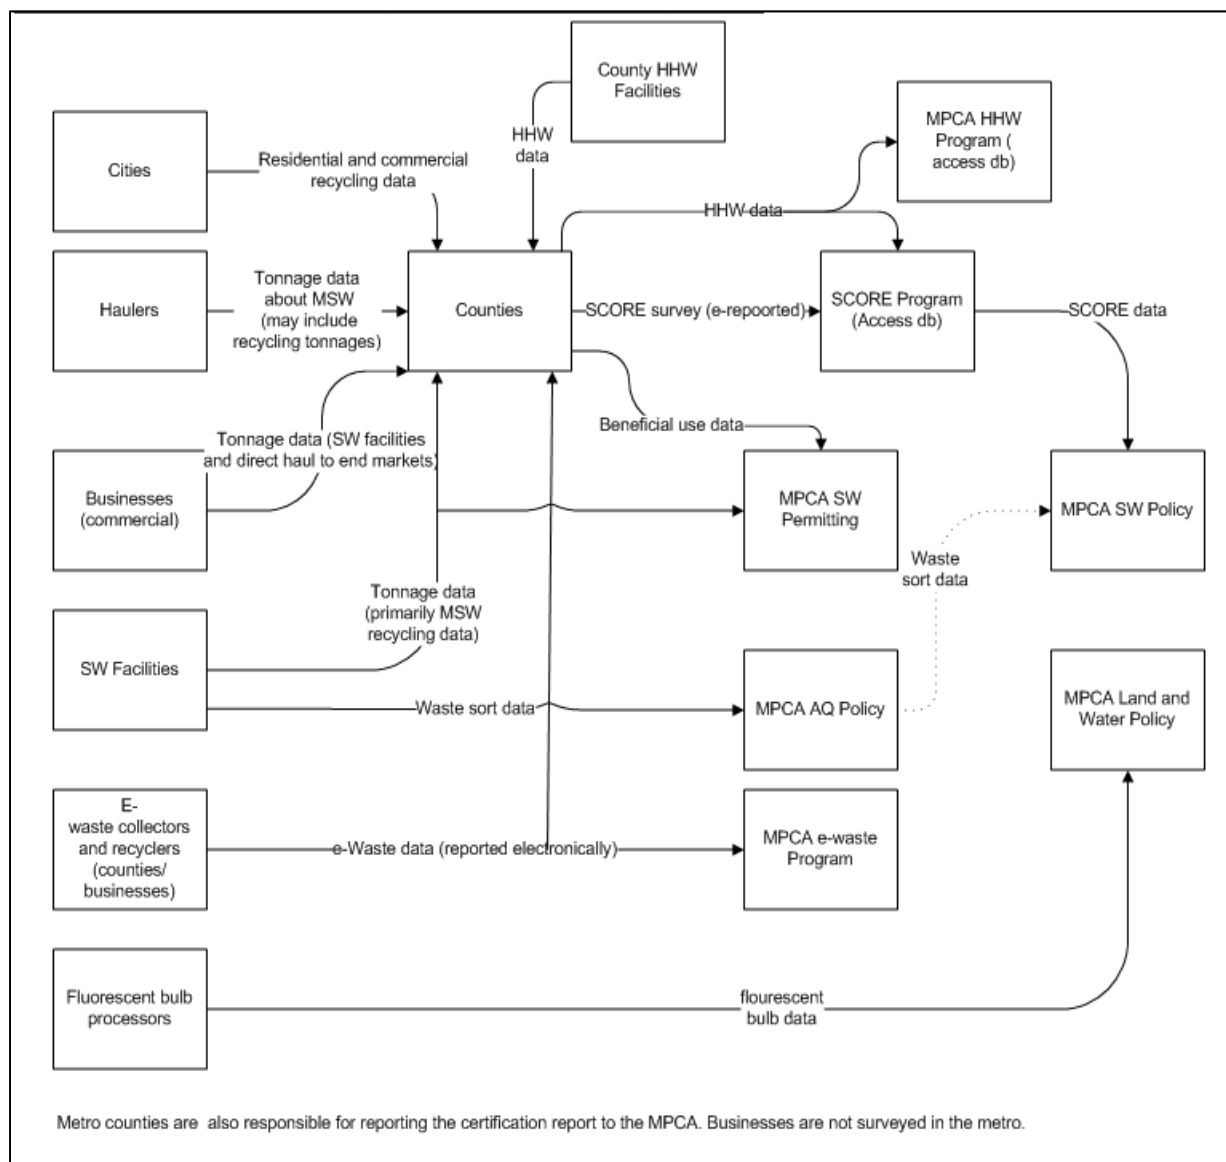 County HHW
Facilities
MPCA HHW
Program (
access db)
HHW
data
Cities
Residential and commercial
recycling data
HHW data
Haulers
Tonnage data
about MSW
(may include
recycling tonnages)
Counties
SCORE survey (e-repoorted)
SCORE Program
(Access db)
SCORE data
Beneficial use data
Tonnage data (SW facilities
and direct haul to end markets)
Businesses
(commercial)
MPCA SW
Permitting
MPCA SW Policy
Waste
sort data
Tonnage data
(primarily MSW
recycling data)
SW Facilities
Waste sort data
MPCA AQ Policy
MPCA Land and
Water Policy
E-
waste collectors
and recyclers
(counties/
businesses)
e-Waste data (reported electronically)
MPCA e-waste
Program
Fluorescent bulb
processors
flourescent
bulb data
Metro counties are also responsible for reporting the certification report to the MPCA. Businesses are not surveyed in the metro.